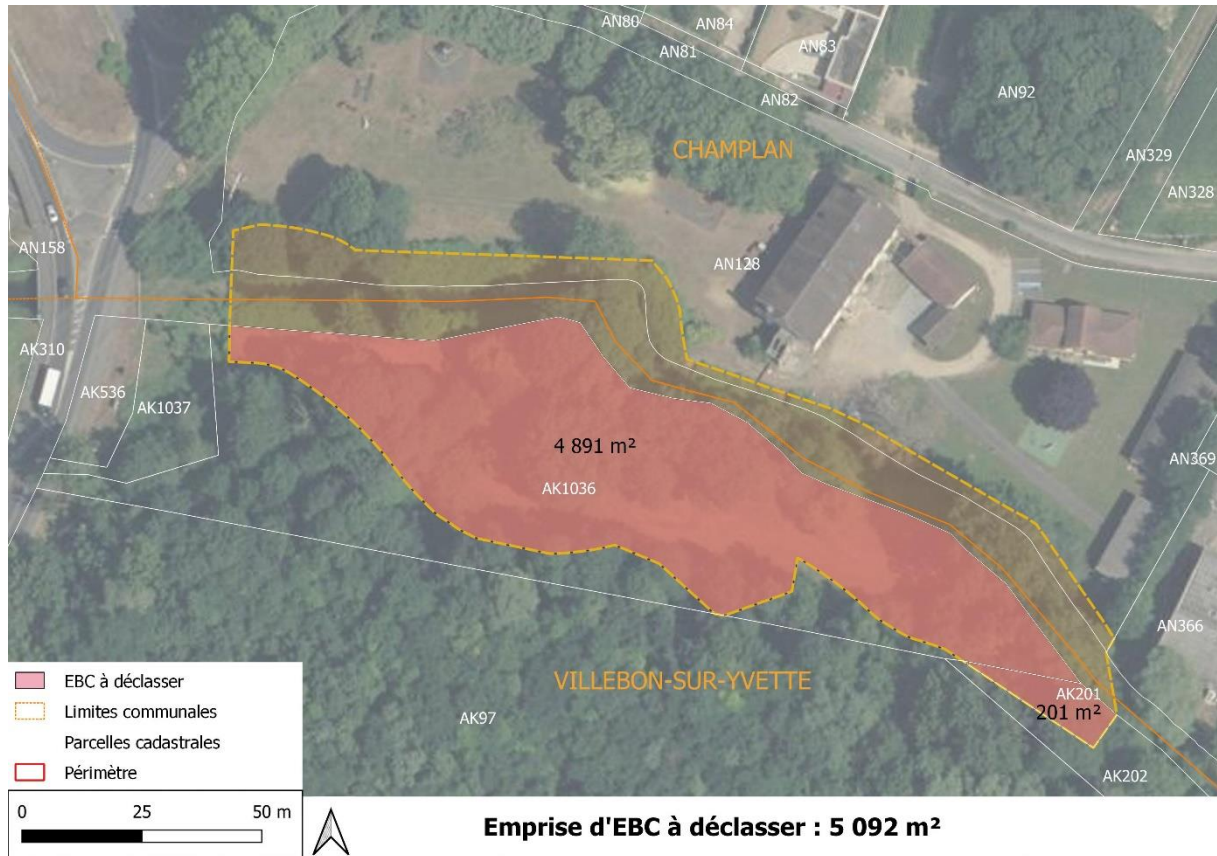 AN80
AN84
AN81
AN83
AN82
AN92
CHAMPLAN
AN329
AN328
AN158
AN128
AK310
AK536
AK1037
4 891 m²
AK1036
AN369
AN366
VILLEBON-SUR-YVETTE
AK201
201 m²
AK97
AK202
EBC à déclasser
Limites communales
Parcelles cadastrales
Périmètre
0 25 50 m
Emprise d'EBC à déclasser : 5 092 m²